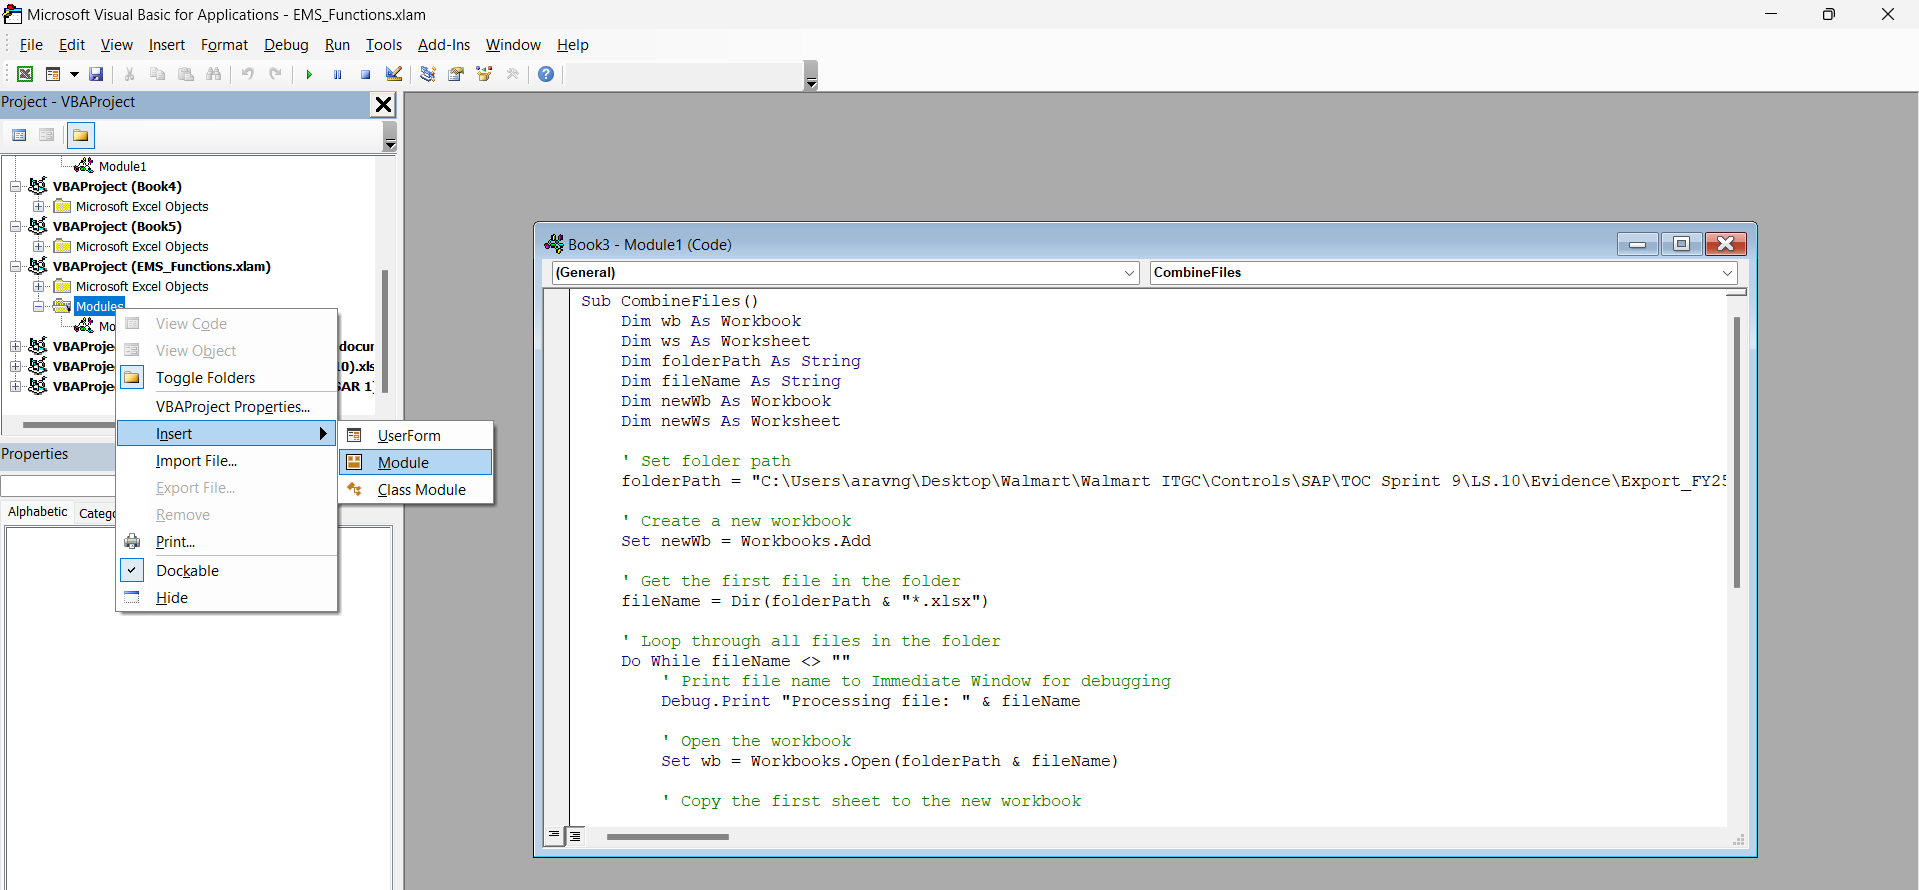 Microsoft Visual Basic for Applications - EMS_Functions.xlam
File Edit View Insert Format Debug Run Tools Add-Ins Window Help
Project - VBAProject
Module1
VBAProject (Book4)
Microsoft Excel Objects
VBAProject (Book5)
Microsoft Excel Objects
VBAProject (EMS_Functions.xlam)
Microsoft Excel Objects
Modules
Mo
VBAProje docur
VBAProje 10).xls
VBAProje SAR 1
View Code
View Object
Toggle Folders
VBAProject Properties...
Insert
Import File...
Export File...
Remove
Print...
Dockable
Hide
UserForm
Module
Class Module
Properties
Alphabetic Catego
Book3 - Module1 (Code)
(General) CombineFiles
Sub CombineFiles()
Dim wb As Workbook
Dim ws As Worksheet
Dim folderPath As String
Dim fileName As String
Dim newWb As Workbook
Dim newWs As Worksheet
' Set folder path
folderPath = "C:\Users\aravng\Desktop\Walmart\Walmart ITGC\Controls\SAP\TOC Sprint 9\LS.10\Evidence\Export_FY25
' Create a new workbook
Set newWb = Workbooks.Add
' Get the first file in the folder
fileName = Dir(folderPath & "*.xlsx")
' Loop through all files in the folder
Do While fileName <> ""
' Print file name to Immediate Window for debugging
Debug.Print "Processing file: " & fileName
' Open the workbook
Set wb = Workbooks.Open(folderPath & fileName)
' Copy the first sheet to the new workbook